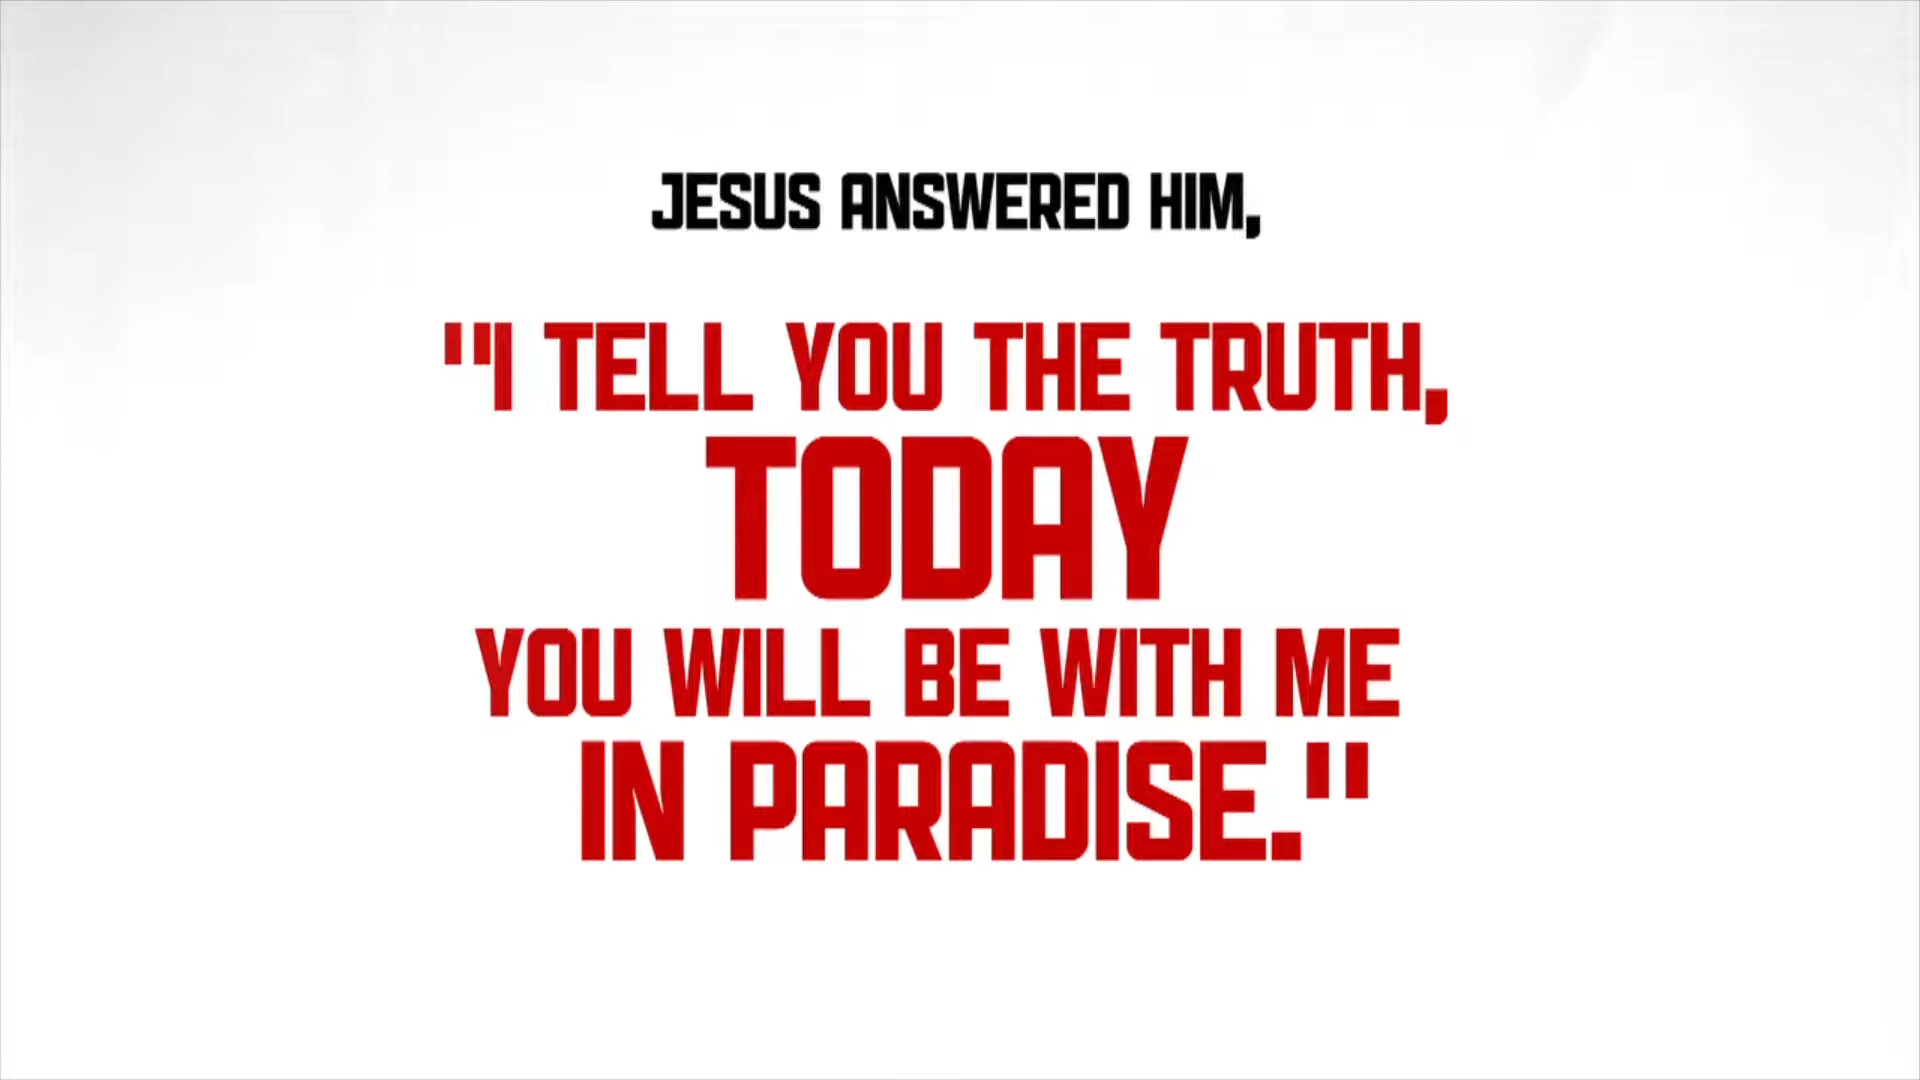 JESUS ANSWERED HIM,
"I TELL YOU THE TRUTH,
TODAY
YOU WILL BE WITH ME
IN PARADISE."